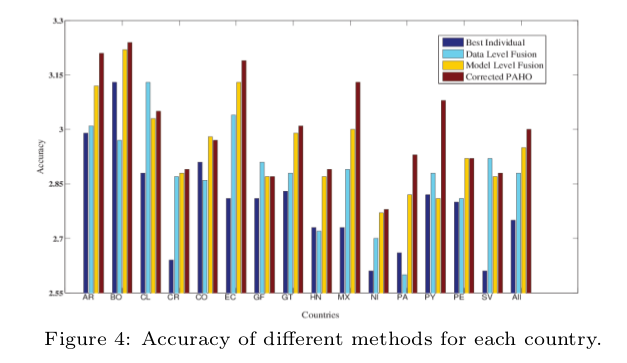 3.3
3.15
3
2.85
2.7
2.55
Accuracy
Best Individual
Data Level Fusion
Model Level Fusion
Corrected PAHO
AR BO CL CR CO EC GF GT HN MX NI PA PY PE SV All
Countries
Figure 4: Accuracy of different methods for each country.